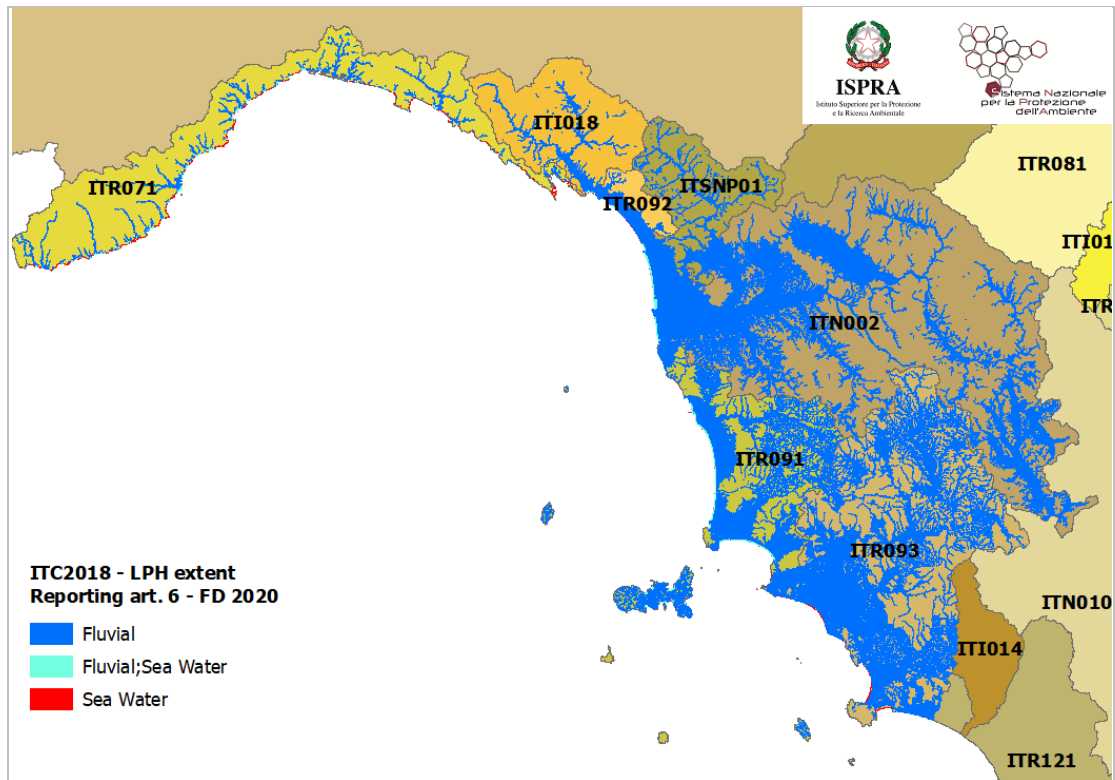 ISPRA
Istituto Superiore per la Protezione
e la Ricerca Ambientale
Sistema Nazionale
per la Protezione
dell'Ambiente
ITR081
ITI018
ITR071
ITSNP01
ITR092
ITI01
ITR
ITN002
ITR091
ITR093
ITN010
ITI014
ITR121
ITC2018 - LPH extent
Reporting art. 6 - FD 2020
Fluvial
Fluvial;Sea Water
Sea Water